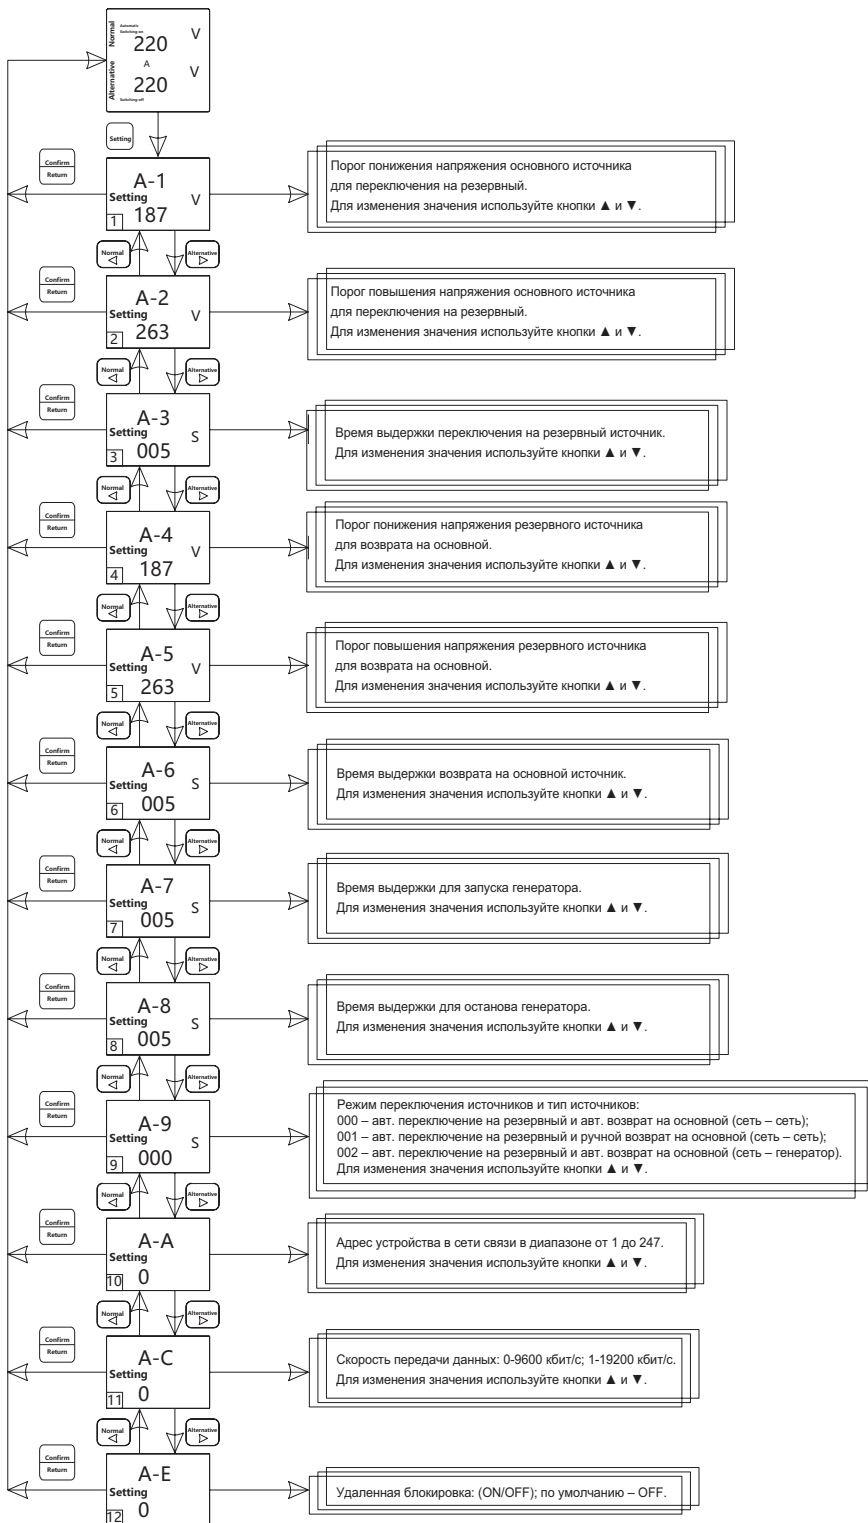 Normal
Automatic
Switching on
220 V
A
Alternative
220 V
Switching off
Setting
Confirm
Return
A-1
Setting
187 V
1
Порог понижения напряжения основного источника
для переключения на резервный.
Для изменения значения используйте кнопки ▲ и ▼.
Normal
Alternative
Confirm
Return
A-2
Setting
263 V
2
Порог повышения напряжения основного источника
для переключения на резервный.
Для изменения значения используйте кнопки ▲ и ▼.
Normal
Alternative
Confirm
Return
A-3
Setting
005 S
3
Время выдержки переключения на резервный источник.
Для изменения значения используйте кнопки ▲ и ▼.
Normal
Alternative
Confirm
Return
A-4
Setting
187 V
4
Порог понижения напряжения резервного источника
для возврата на основной.
Для изменения значения используйте кнопки ▲ и ▼.
Normal
Alternative
Confirm
Return
A-5
Setting
263 V
5
Порог повышения напряжения резервного источника
для возврата на основной.
Для изменения значения используйте кнопки ▲ и ▼.
Normal
Alternative
Confirm
Return
A-6
Setting
005 S
6
Время выдержки возврата на основной источник.
Для изменения значения используйте кнопки ▲ и ▼.
Normal
Alternative
Confirm
Return
A-7
Setting
005 S
7
Время выдержки для запуска генератора.
Для изменения значения используйте кнопки ▲ и ▼.
Normal
Alternative
Confirm
Return
A-8
Setting
005 S
8
Время выдержки для останова генератора.
Для изменения значения используйте кнопки ▲ и ▼.
Normal
Alternative
Confirm
Return
A-9
Setting
000 S
9
Режим переключения источников и тип источников:
000 – авт. переключение на резервный и авт. возврат на основной (сеть – сеть);
001 – авт. переключение на резервный и ручной возврат на основной (сеть – сеть);
002 – авт. переключение на резервный и авт. возврат на основной (сеть – генератор).
Для изменения значения используйте кнопки ▲ и ▼.
Normal
Alternative
Confirm
Return
A-A
Setting
0
10
Адрес устройства в сети связи в диапазоне от 1 до 247.
Для изменения значения используйте кнопки ▲ и ▼.
Normal
Alternative
Confirm
Return
A-C
Setting
0
11
Скорость передачи данных: 0-9600 кбит/с; 1-19200 кбит/с.
Для изменения значения используйте кнопки ▲ и ▼.
Normal
Alternative
Confirm
Return
A-E
Setting
0
12
Удаленная блокировка: (ON/OFF); по умолчанию – OFF.